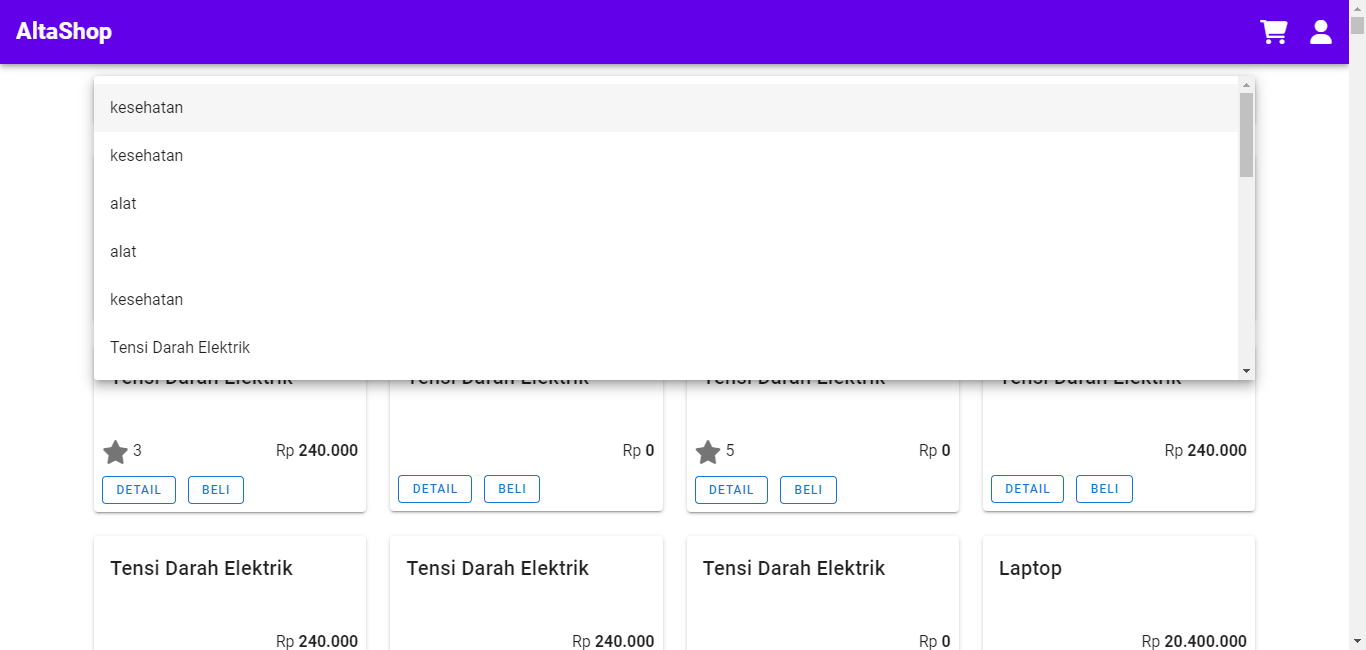 AltaShop
kesehatan
kesehatan
alat
alat
kesehatan
Tensi Darah Elektrik
Tensi Darah Elektrik Tensi Darah Elektrik Tensi Darah Elektrik Tensi Darah Elektrik
3 Rp 240.000 Rp 0 5 Rp 0 Rp 240.000
DETAIL BELI DETAIL BELI DETAIL BELI DETAIL BELI
Tensi Darah Elektrik Tensi Darah Elektrik Tensi Darah Elektrik Laptop
Rp 240.000 Rp 240.000 Rp 0 Rp 20.400.000